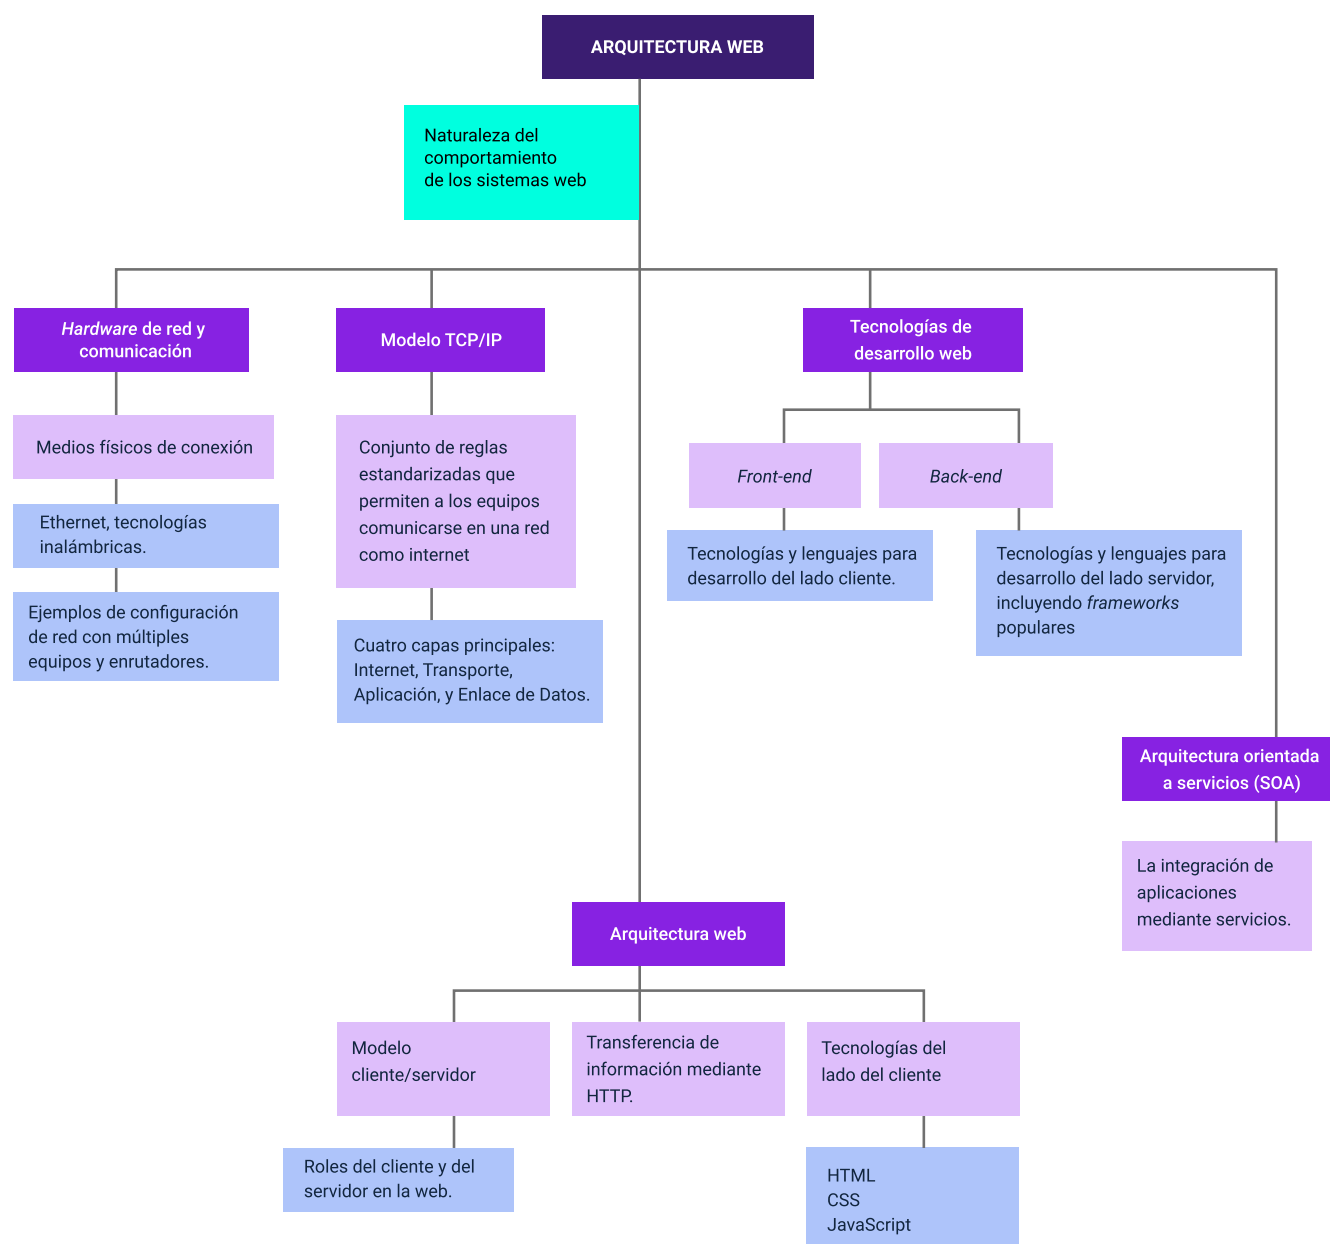 ARQUITECTURA WEB
Naturaleza del
comportamiento
de los sistemas web
Hardware de red y
comunicación
Medios físicos de conexión
Ethernet, tecnologías
inalámbricas.
Ejemplos de configuración
de red con múltiples
equipos y enrutadores.
Modelo TCP/IP
Conjunto de reglas
estandarizadas que
permiten a los equipos
comunicarse en una red
como internet
Cuatro capas principales:
Internet, Transporte,
Aplicación, y Enlace de Datos.
Tecnologías de
desarrollo web
Front-end
Tecnologías y lenguajes para
desarrollo del lado cliente.
Back-end
Tecnologías y lenguajes para
desarrollo del lado servidor,
incluyendo frameworks
populares
Arquitectura orientada
a servicios (SOA)
La integración de
aplicaciones
mediante servicios.
Arquitectura web
Modelo
cliente/servidor
Roles del cliente y del
servidor en la web.
Transferencia de
información mediante
HTTP.
Tecnologías del
lado del cliente
HTML
CSS
JavaScript